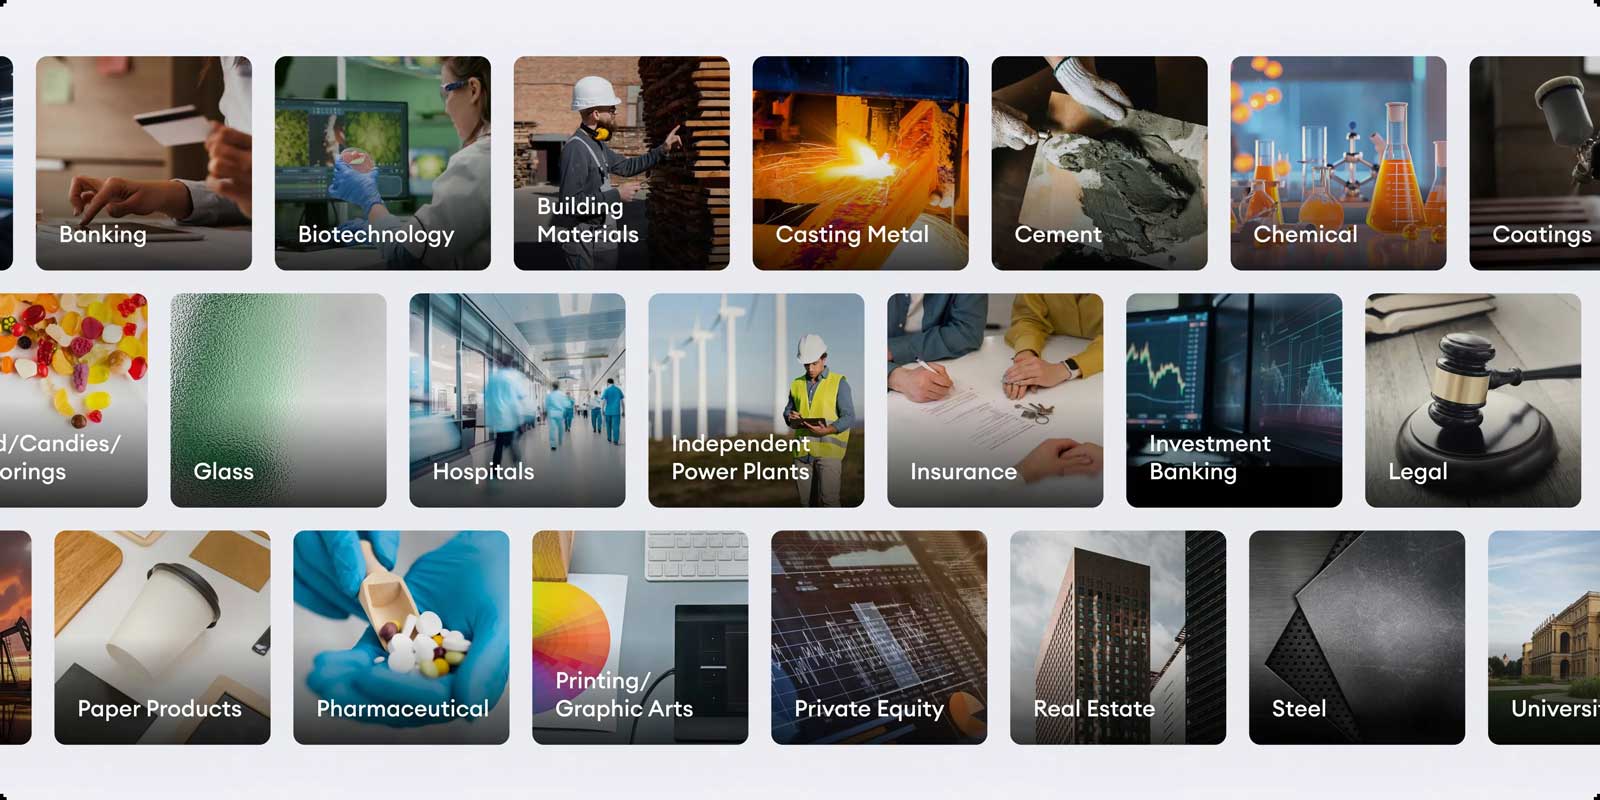 Banking
Biotechnology
Building
Materials
Casting Metal
Cement
Chemical
Coatings
d/Candies/
orings
Glass
Hospitals
Independent
Power Plants
Insurance
Investment
Banking
Legal
Paper Products
Pharmaceutical
Printing/
Graphic Arts
Private Equity
Real Estate
Steel
Universi